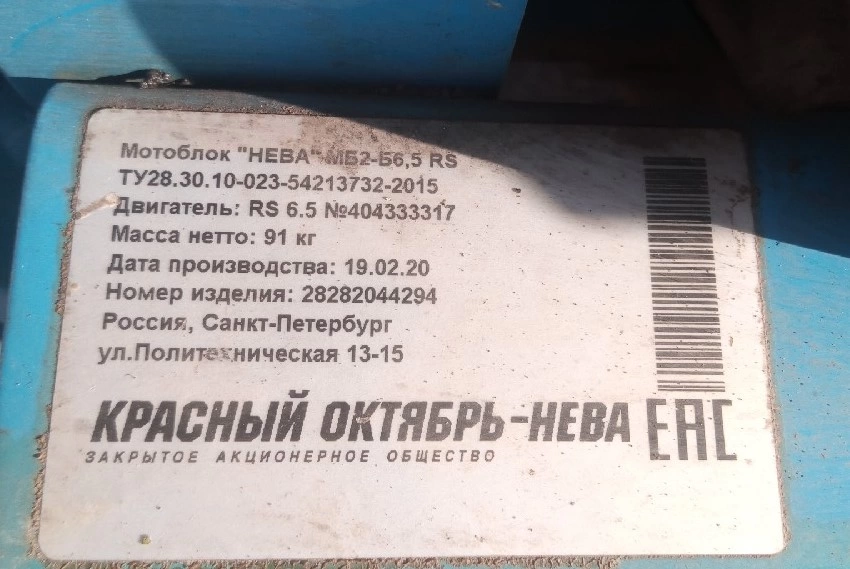 Мотоблок "НЕВА" МБ2-Б6,5 RS
ТУ28.30.10-023-54213732-2015
Двигатель: RS 6.5 №404333317
Масса нетто: 91 кг
Дата производства: 19.02.20
Номер изделия: 28282044294
Россия, Санкт-Петербург
ул.Политехническая 13-15
КРАСНЫЙ ОКТЯБРЬ-НЕВА EAC
ЗАКРЫТОЕ АКЦИОНЕРНОЕ ОБЩЕСТВО